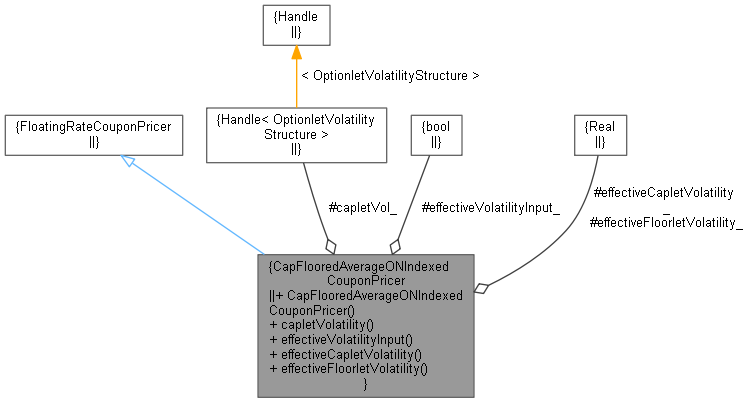 {Handle
||}
< OptionletVolatilityStructure >
{FloatingRateCouponPricer
||}
{Handle< OptionletVolatility
Structure >
||}
{bool
||}
{Real
||}
#capletVol_
#effectiveVolatilityInput_
#effectiveCapletVolatility
_
#effectiveFloorletVolatility_
{CapFlooredAverageONIndexed
CouponPricer
||+ CapFlooredAverageONIndexed
CouponPricer()
+ capletVolatility()
+ effectiveVolatilityInput()
+ effectiveCapletVolatility()
+ effectiveFloorletVolatility()
}